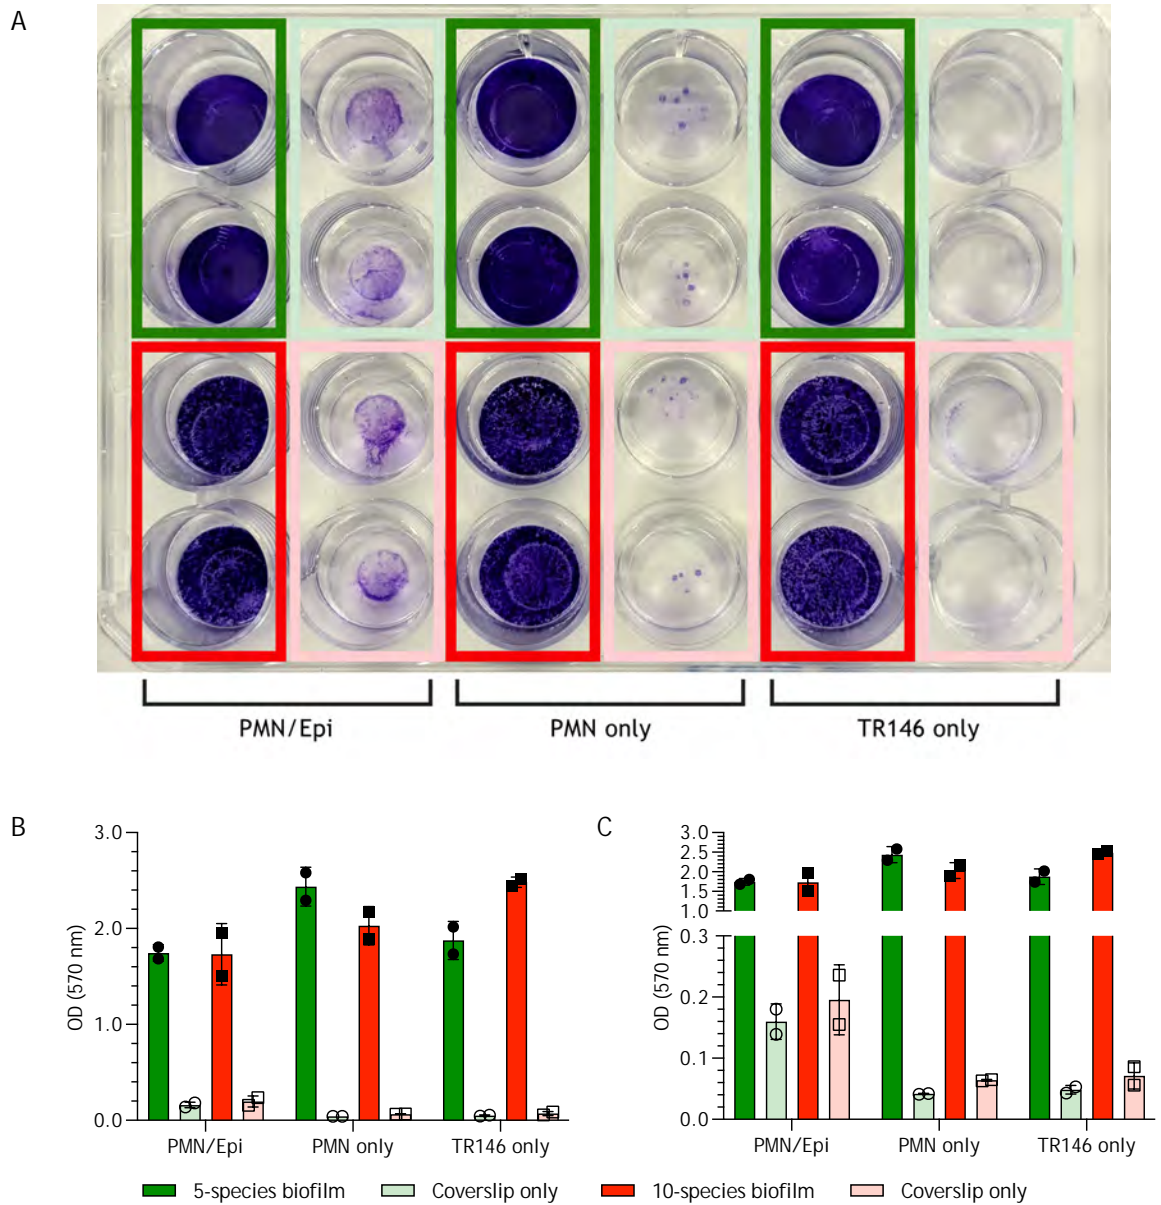 A
PMN/Epi PMN only TR146 only
B
3.0
2.0
1.0
0.0
OD (570 nm)
PMN/Epi PMN only TR146 only
C
3.0
2.5
2.0
1.5
1.0
0.3
0.2
0.1
0.0
OD (570 nm)
PMN/Epi PMN only TR146 only
5-species biofilm Coverslip only 10-species biofilm Coverslip only